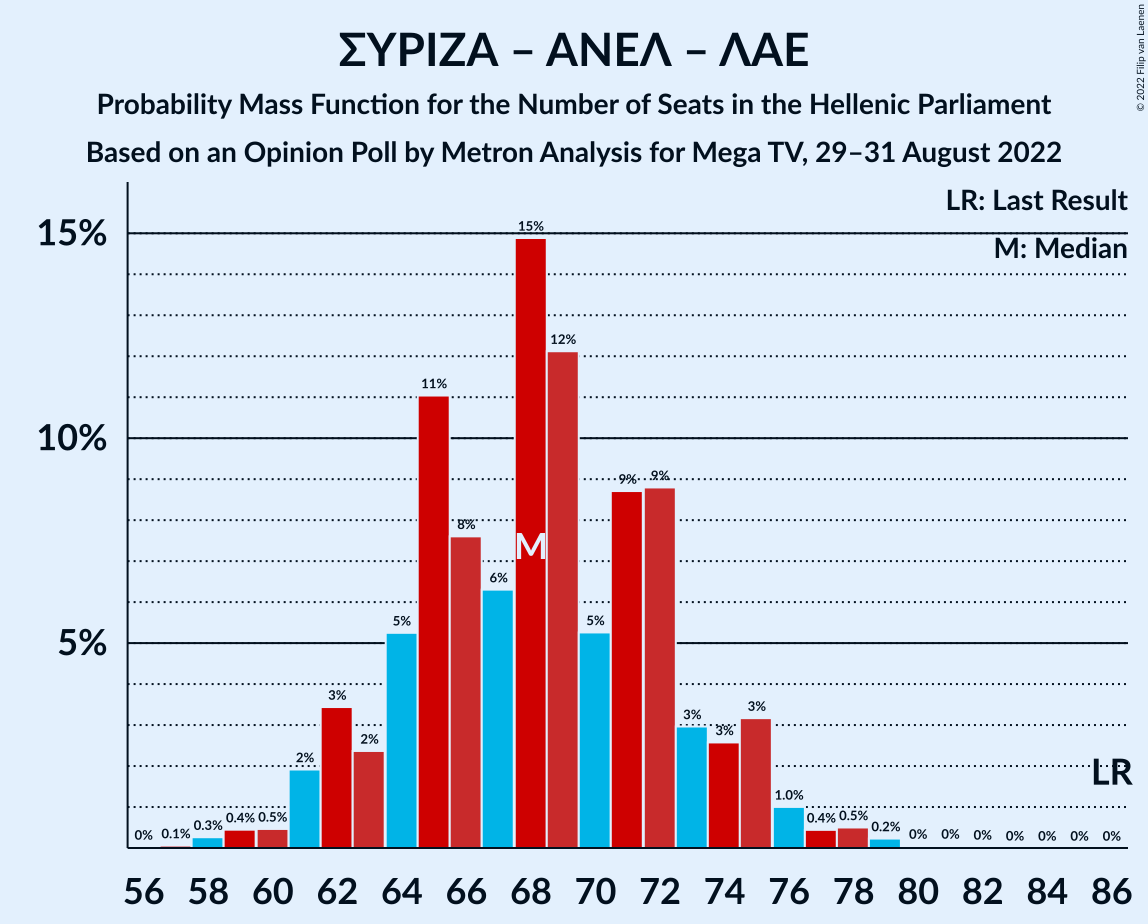 ΣΥΡΙΖΑ – ΑΝΕΛ – ΛΑΕ
Probability Mass Function for the Number of Seats in the Hellenic Parliament
Based on an Opinion Poll by Metron Analysis for Mega TV, 29–31 August 2022
© 2022 Filip van Laenen
LR: Last Result
M: Median
15%
10%
5%
0% 0.1% 0.3% 0.4% 0.5% 2% 3% 2% 5% 11% 8% 6% 15% 12% 5% 9% 9% 3% 3% 3% 1.0% 0.4% 0.5% 0.2% 0% 0% 0% 0% 0% 0% 0%
M
LR
56 58 60 62 64 66 68 70 72 74 76 78 80 82 84 86